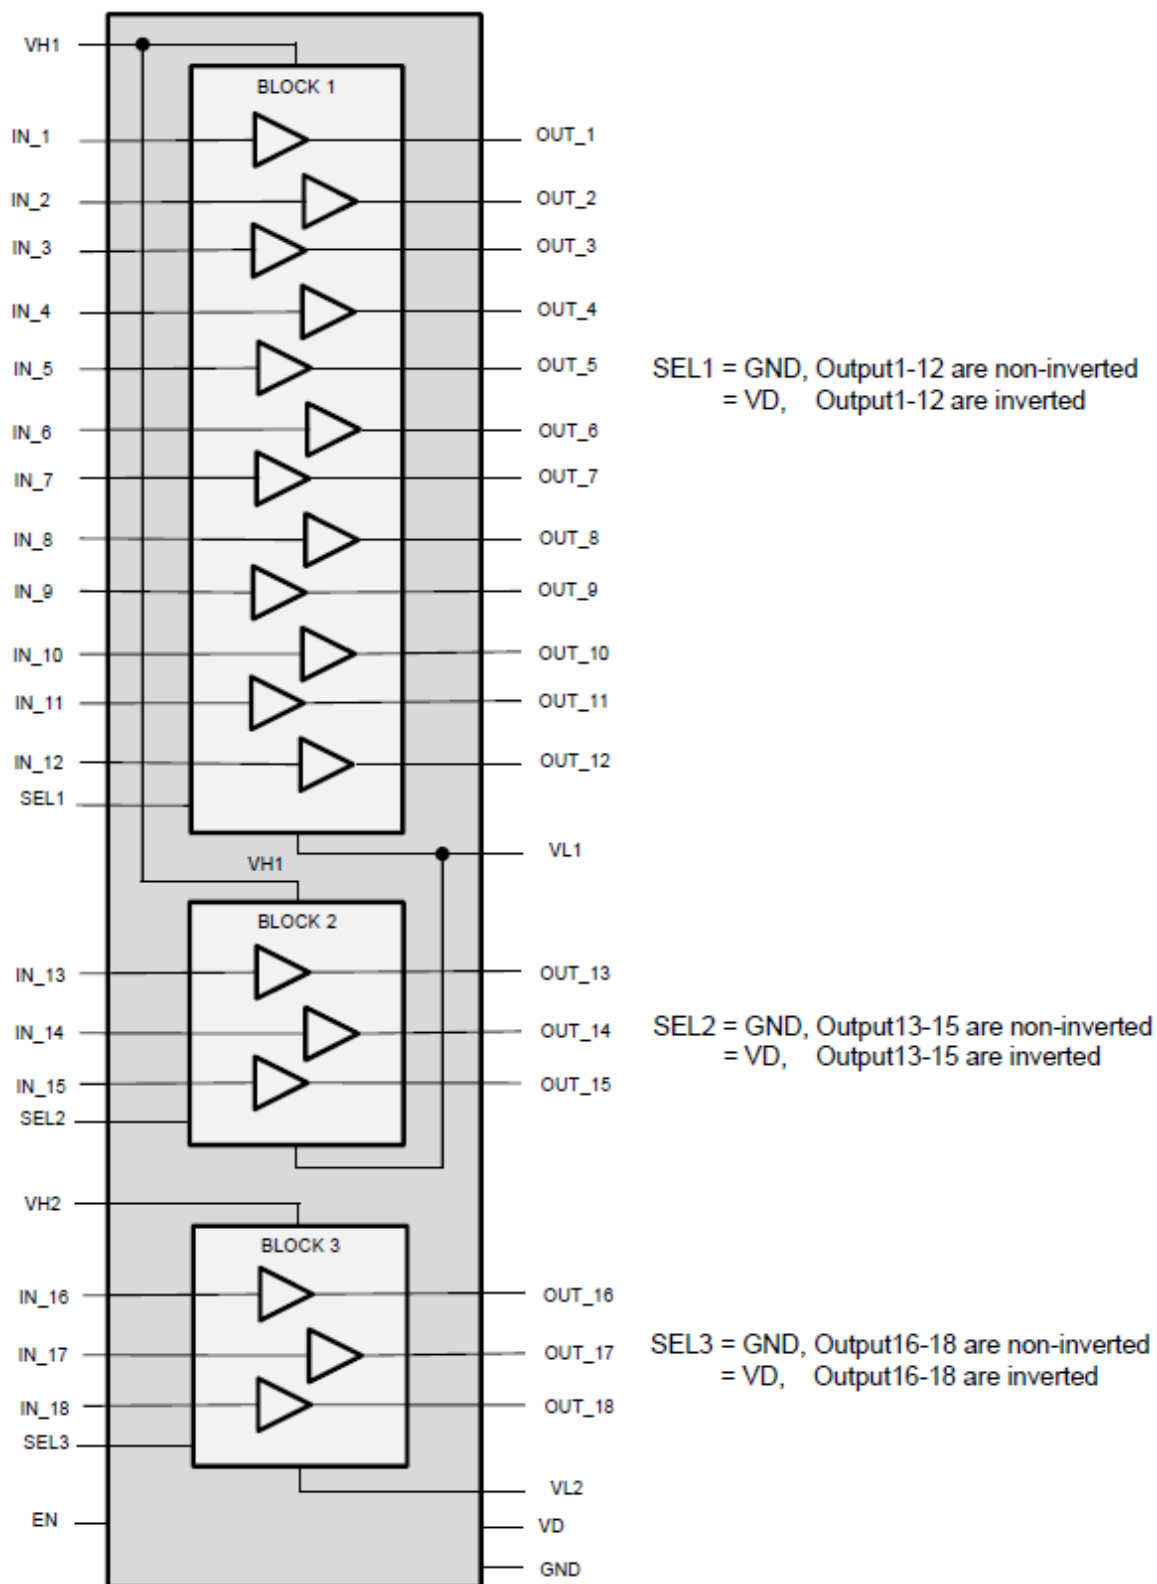 VH1
BLOCK 1
IN_1
OUT_1
IN_2
OUT_2
IN_3
OUT_3
IN_4
OUT_4
IN_5
OUT_5
SEL1 = GND, Output1-12 are non-inverted
= VD, Output1-12 are inverted
IN_6
OUT_6
IN_7
OUT_7
IN_8
OUT_8
IN_9
OUT_9
IN_10
OUT_10
IN_11
OUT_11
IN_12
OUT_12
SEL1
VL1
VH1
BLOCK 2
IN_13
OUT_13
IN_14
OUT_14
SEL2 = GND, Output13-15 are non-inverted
= VD, Output13-15 are inverted
IN_15
OUT_15
SEL2
VH2
BLOCK 3
IN_16
OUT_16
IN_17
OUT_17
SEL3 = GND, Output16-18 are non-inverted
= VD, Output16-18 are inverted
IN_18
OUT_18
SEL3
VL2
EN
VD
GND